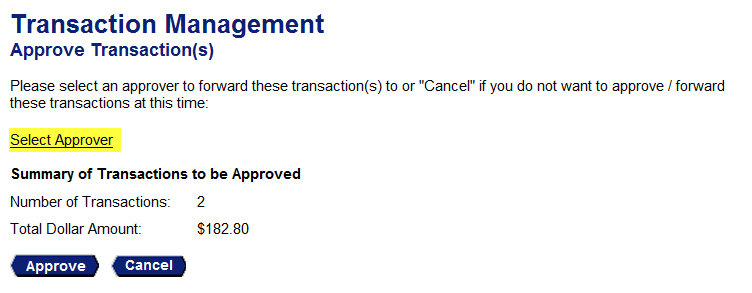 Transaction Management
Approve Transaction(s)
Please select an approver to forward these transaction(s) to or "Cancel" if you do not want to approve / forward
these transactions at this time:
Select Approver
Summary of Transactions to be Approved
Number of Transactions: 2
Total Dollar Amount: $182.80
Approve Cancel